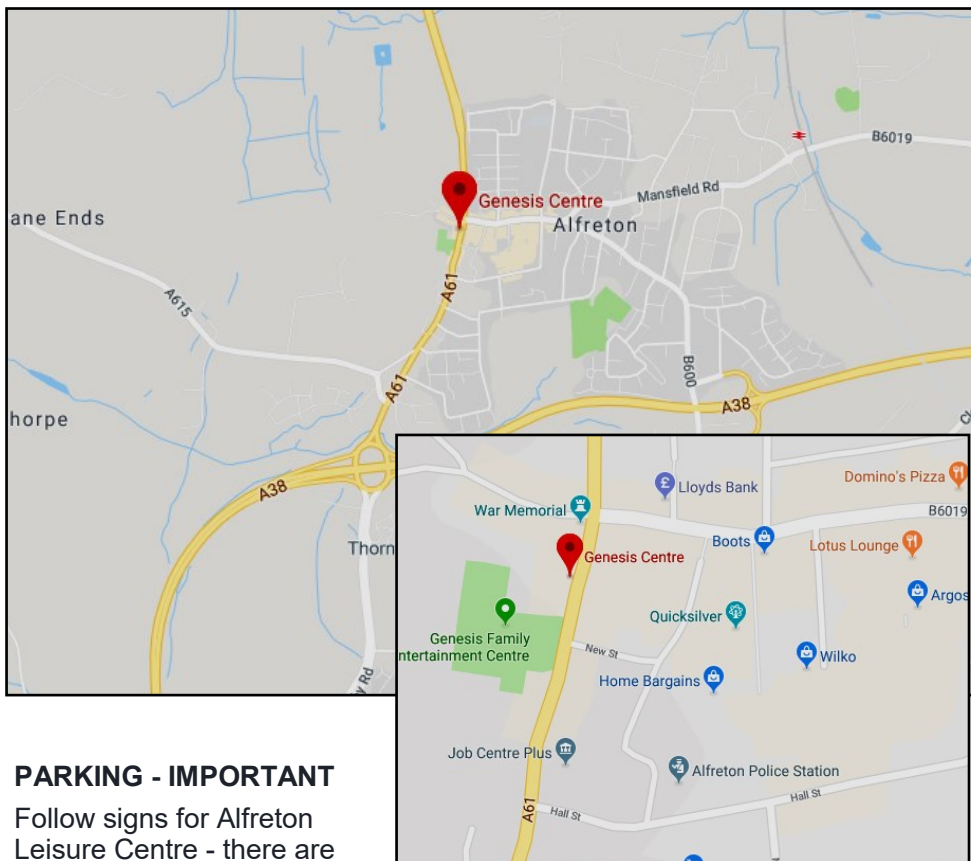 B6019
Mansfield Rd
Genesis Centre
ane Ends
Alfreton
A61
A615
B600
A61
A38
horpe
A38
Thorn
y Rd
Lloyds Bank
Domino's Pizza
War Memorial
B6019
Boots
Lotus Lounge
Genesis Centre
Argos
Quicksilver
Genesis Family
ntertainment Centre
New St
Wilko
Home Bargains
Job Centre Plus
Alfreton Police Station
Hall St
A61
Hall St
PARKING - IMPORTANT
Follow signs for Alfreton
Leisure Centre - there are